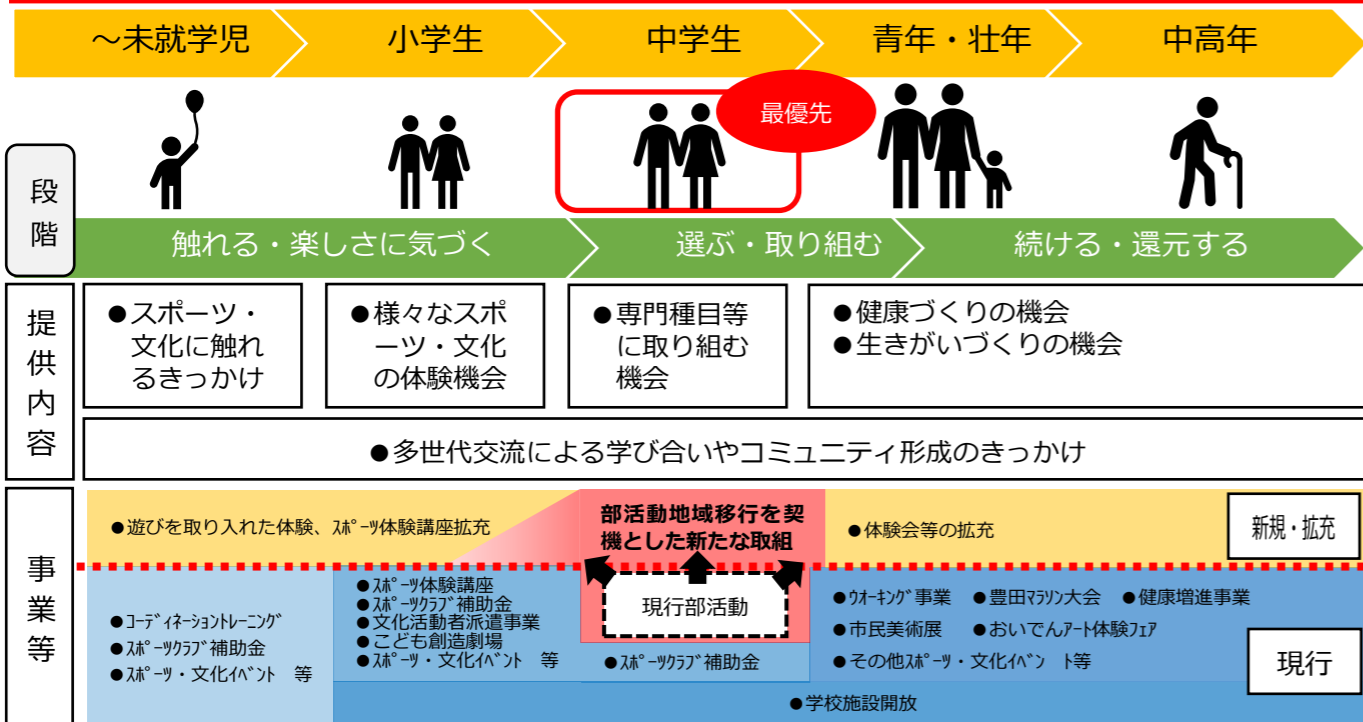 ～未就学児
小学生
中学生
青年・壮年
中高年
最優先
段階
触れる・楽しさに気づく
選ぶ・取り組む
続ける・還元する
提供内容
●スポーツ・
文化に触れ
るきっかけ
●様々なスポ
ーツ・文化
の体験機会
●専門種目等
に取り組む
機会
●健康づくりの機会
●生きがいづくりの機会
●多世代交流による学び合いやコミュニティ形成のきっかけ
事業等
●遊びを取り入れた体験、ｽﾎﾟｰﾂ体験講座拡充
部活動地域移行を契
機とした新たな取組
●体験会等の拡充
新規・拡充
●ｺｰﾃﾞｨﾈｰｼｮﾝﾄﾚｰﾆﾝｸﾞ
●ｽﾎﾟｰﾂｸﾗﾌﾞ補助金
●ｽﾎﾟｰﾂ・文化ｲﾍﾞﾝﾄ　等
●ｽﾎﾟｰﾂ体験講座
●ｽﾎﾟｰﾂｸﾗﾌﾞ補助金
●文化活動者派遣事業
●こども創造劇場
●ｽﾎﾟｰﾂ・文化ｲﾍﾞﾝﾄ　等
現行部活動
●ｽﾎﾟｰﾂｸﾗﾌﾞ補助金
●ｳｵｰｷﾝｸﾞ事業　●豊田ﾏﾗｿﾝ大会　●健康増進事業
●市民美術展　●おいでんｱｰﾄ体験ﾌｪｱ
●その他ｽﾎﾟｰﾂ・文化ｲﾍﾞﾝ　ﾄ等
現行
●学校施設開放